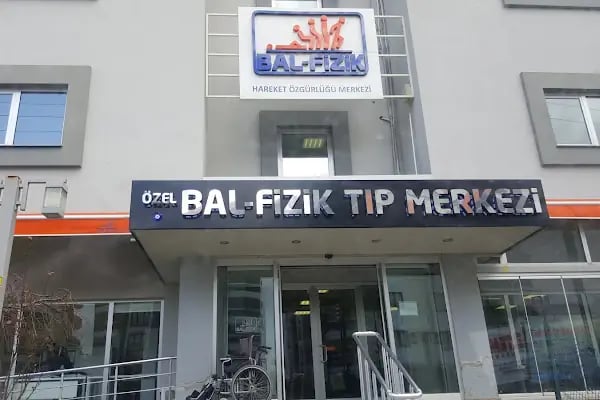 BAL-FİZİK
HAREKET ÖZGÜRLÜĞÜ MERKEZİ
ÖZEL BAL-FİZİK TIP MERKEZİ